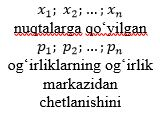 x₁; x₂; …; xₙ
nuqtalarga qo‘yilgan
p₁; p₂; …; pₙ
og‘irliklarning og‘irlik
markazidan
chetlanishini